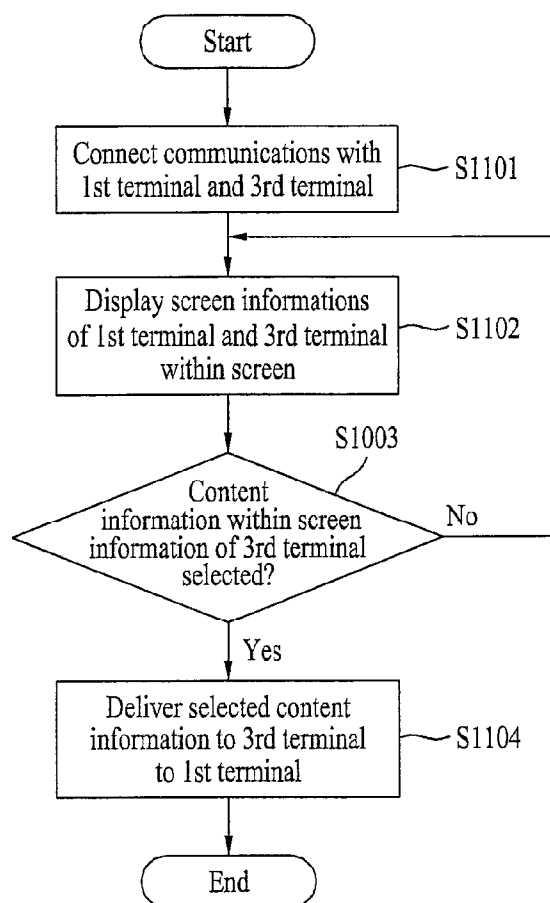 Start
Connect communications with
1st terminal and 3rd terminal
S1101
Display screen informations
of 1st terminal and 3rd terminal
within screen
S1102
S1003
Content
information within screen
information of 3rd terminal
selected?
No
Yes
Deliver selected content
information to 3rd terminal
to 1st terminal
S1104
End